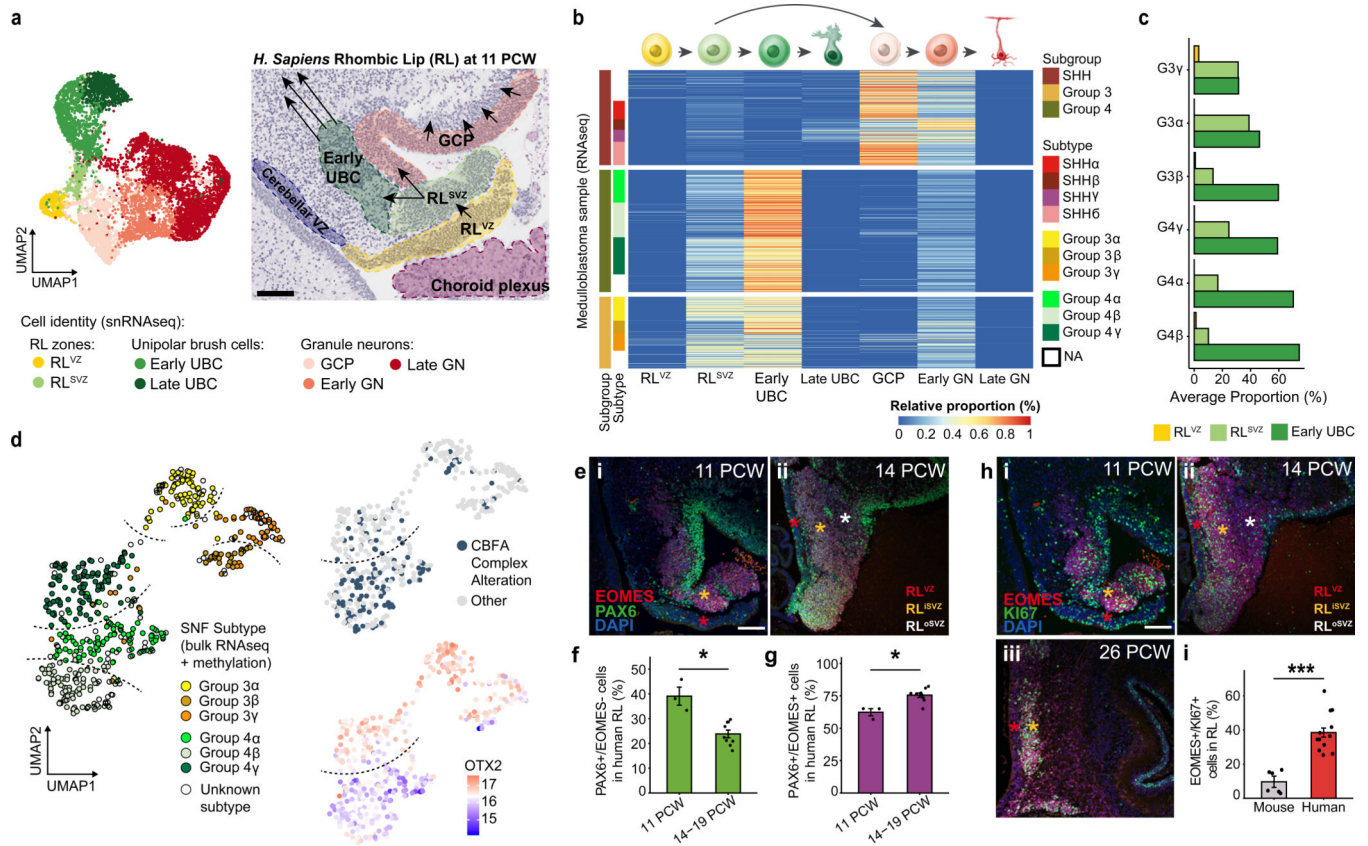 a
H. Sapiens Rhombic Lip (RL) at 11 PCW
GCP
Early
UBC
RLSVZ
RLVZ
Cerebellar VZ
Choroid plexus
UMAP2
UMAP1
Cell identity (snRNAseq):
RL zones:
RLVZ
RLSVZ
Unipolar brush cells:
Early UBC
Late UBC
Granule neurons:
GCP
Early GN
Late GN
b
Medulloblastoma sample (RNAseq)
Subgroup
Subtype
RLVZ
RLSVZ
Early
UBC
Late UBC
GCP
Early GN
Late GN
Relative proportion (%)
0 0.2 0.4 0.6 0.8 1
Subgroup
SHH
Group 3
Group 4
Subtype
SHHα
SHHβ
SHHγ
SHHδ
Group 3α
Group 3β
Group 3γ
Group 4α
Group 4β
Group 4γ
NA
c
G3γ
G3α
G3β
G4γ
G4α
G4β
0 20 40 60
Average Proportion (%)
RLVZ RLSVZ Early UBC
d
SNF Subtype
(bulk RNAseq
+ methylation)
Group 3α
Group 3β
Group 3γ
Group 4α
Group 4β
Group 4γ
Unknown
subtype
UMAP2
UMAP1
CBFA
Complex
Alteration
Other
OTX2
17
16
15
e
i
11 PCW
EOMES
PAX6
DAPI
*
*
ii
14 PCW
*
*
*
RLVZ
RLiSVZ
RLoSVZ
f
PAX6+/EOMES- cells
in human RL (%)
50
40
30
20
10
0
*
11 PCW
14–19 PCW
g
PAX6+/EOMES+ cells
in human RL (%)
100
75
50
25
0
*
11 PCW
14–19 PCW
h
i
11 PCW
EOMES
KI67
DAPI
*
*
ii
14 PCW
*
*
*
RLVZ
RLiSVZ
RLoSVZ
iii
26 PCW
*
*
i
EOMES+/KI67+
cells in RL (%)
60
40
20
0
***
Mouse
Human